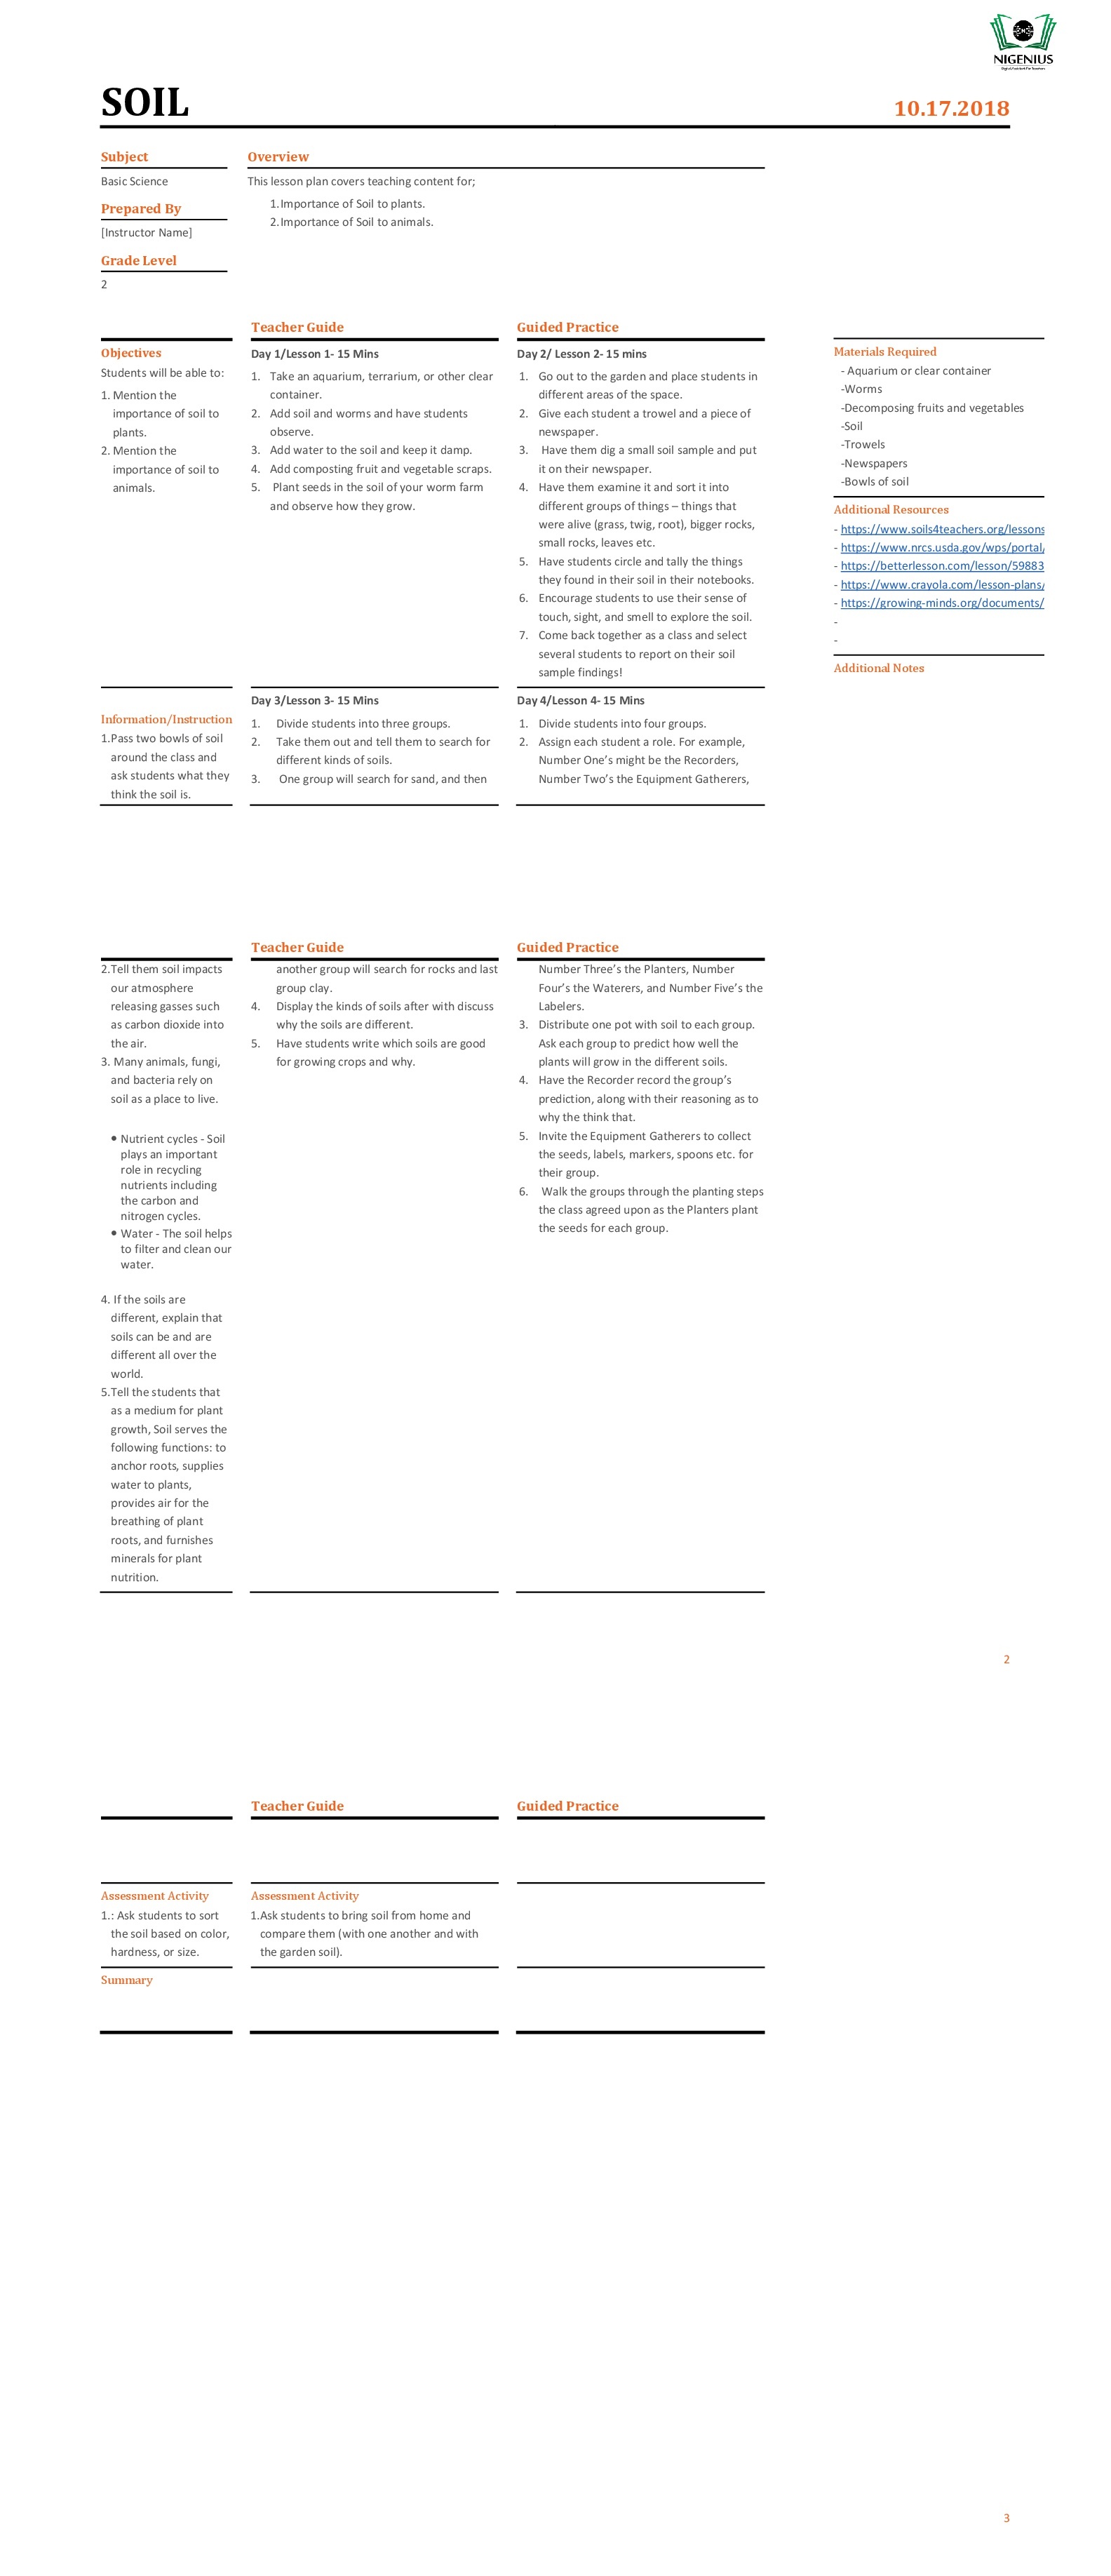 NIGENIUS
SOIL
10.17.2018
Subject
Basic Science
Prepared By
[Instructor Name]
Grade Level
2
Overview
This lesson plan covers teaching content for;
1.Importance of Soil to plants.
2.Importance of Soil to animals.
Teacher Guide
Guided Practice
Objectives
Students will be able to:
1. Mention the
importance of soil to
plants.
2. Mention the
importance of soil to
animals.
Day 1/Lesson 1- 15 Mins
1. Take an aquarium, terrarium, or other clear
container.
2. Add soil and worms and have students
observe.
3. Add water to the soil and keep it damp.
4. Add composting fruit and vegetable scraps.
5. Plant seeds in the soil of your worm farm
and observe how they grow.
Day 2/ Lesson 2- 15 mins
1. Go out to the garden and place students in
different areas of the space.
2. Give each student a trowel and a piece of
newspaper.
3. Have them dig a small soil sample and put
it on their newspaper.
4. Have them examine it and sort it into
different groups of things – things that
were alive (grass, twig, root), bigger rocks,
small rocks, leaves etc.
5. Have students circle and tally the things
they found in their soil in their notebooks.
6. Encourage students to use their sense of
touch, sight, and smell to explore the soil.
7. Come back together as a class and select
several students to report on their soil
sample findings!
Materials Required
- Aquarium or clear container
-Worms
-Decomposing fruits and vegetables
-Soil
-Trowels
-Newspapers
-Bowls of soil
Additional Resources
- https://www.soils4teachers.org/lessons
- https://www.nrcs.usda.gov/wps/portal/
- https://betterlesson.com/lesson/59883
- https://www.crayola.com/lesson-plans/
- https://growing-minds.org/documents/
-
-
Additional Notes
Information/Instruction
1.Pass two bowls of soil
around the class and
ask students what they
think the soil is.
Day 3/Lesson 3- 15 Mins
1. Divide students into three groups.
2. Take them out and tell them to search for
different kinds of soils.
3. One group will search for sand, and then
Day 4/Lesson 4- 15 Mins
1. Divide students into four groups.
2. Assign each student a role. For example,
Number One's might be the Recorders,
Number Two's the Equipment Gatherers,
Teacher Guide
Guided Practice
2.Tell them soil impacts
our atmosphere
releasing gasses such
as carbon dioxide into
the air.
3. Many animals, fungi,
and bacteria rely on
soil as a place to live.
• Nutrient cycles - Soil
plays an important
role in recycling
nutrients including
the carbon and
nitrogen cycles.
• Water - The soil helps
to filter and clean our
water.
4. If the soils are
different, explain that
soils can be and are
different all over the
world.
5.Tell the students that
as a medium for plant
growth, Soil serves the
following functions: to
anchor roots, supplies
water to plants,
provides air for the
breathing of plant
roots, and furnishes
minerals for plant
nutrition.
another group will search for rocks and last
group clay.
4. Display the kinds of soils after with discuss
why the soils are different.
5. Have students write which soils are good
for growing crops and why.
Number Three's the Planters, Number
Four's the Waterers, and Number Five's the
Labelers.
3. Distribute one pot with soil to each group.
Ask each group to predict how well the
plants will grow in the different soils.
4. Have the Recorder record the group's
prediction, along with their reasoning as to
why the think that.
5. Invite the Equipment Gatherers to collect
the seeds, labels, markers, spoons etc. for
their group.
6. Walk the groups through the planting steps
the class agreed upon as the Planters plant
the seeds for each group.
2
Teacher Guide
Guided Practice
Assessment Activity
1.: Ask students to sort
the soil based on color,
hardness, or size.
Assessment Activity
1.Ask students to bring soil from home and
compare them (with one another and with
the garden soil).
Summary
3